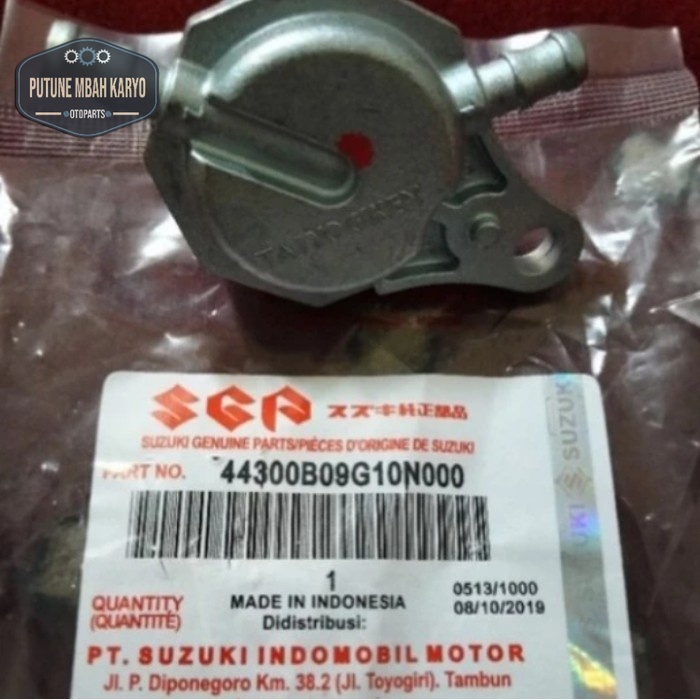 PUTUNE MBAH KARYO
OTOPARTS
SGP スズキ純正部品
SUZUKI GENUINE PARTS/PIÈCES D'ORIGINE DE SUZUKI
PART NO. 44300B09G10N000
1
0513/1000
QUANTITY
MADE IN INDONESIA
08/10/2019
(QUANTITÉ)
Didistribusi:
PT. SUZUKI INDOMOBIL MOTOR
Jl. P. Diponegoro Km. 38.2 (Jl. Toyogiri). Tambun
SUZUKI
UKI